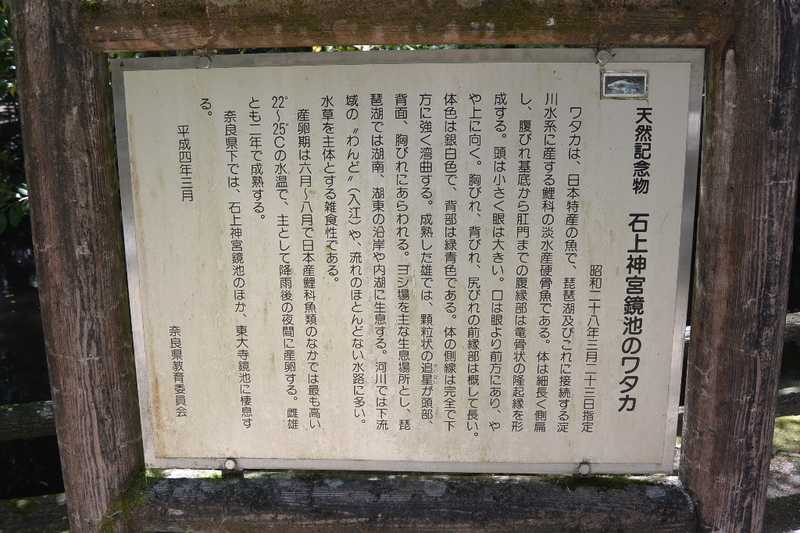 天然記念物　石上神宮鏡池のワタカ
昭和二十八年三月二十三日指定
ワタカは、日本特産の魚で、琵琶湖及びこれに接続する淀
川水系に産する鯉科の淡水産硬骨魚である。体は細長く側扁
し、腹びれ基底から肛門までの腹縁部は竜骨状の隆起縁を形
成する。頭は小さく眼は大きい。口は眼より前方にあり、や
や上に向く。胸びれ、背びれ、尻びれの前縁部は概して長い。
体色は銀白色で、背部は緑青色である。体の側線は完全で下
方に強く湾曲する。成熟した雄では、顆粒状の追星が頭部、
背面、胸びれにあらわれる。ヨシ場を主な生息場所とし、琵
琶湖では湖南、湖東の沿岸や内湖に生息する。河川では下流
域の〝わんど〟（入江）や、流れのほとんどない水路に多い。
水草を主体とする雑食性である。
産卵期は六月～八月で日本産鯉科魚類のなかでは最も高い
22°～25℃の水温で、主として降雨後の夜間に産卵する。雌雄
とも二年で成熟する。
奈良県下では、石上神宮鏡池のほか、東大寺鏡池に棲息す
る。
平成四年三月
奈良県教育委員会